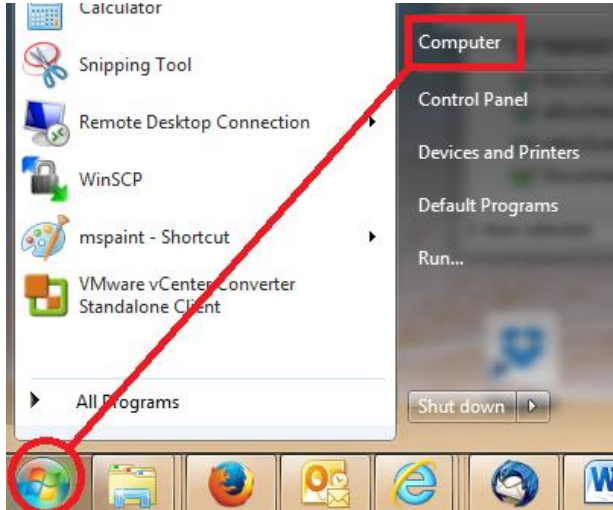 Calculator
Snipping Tool
Remote Desktop Connection
WinSCP
mspaint - Shortcut
VMware vCenter Converter
Standalone Client
All Programs
Computer
Control Panel
Devices and Printers
Default Programs
Run...
Shut down
W